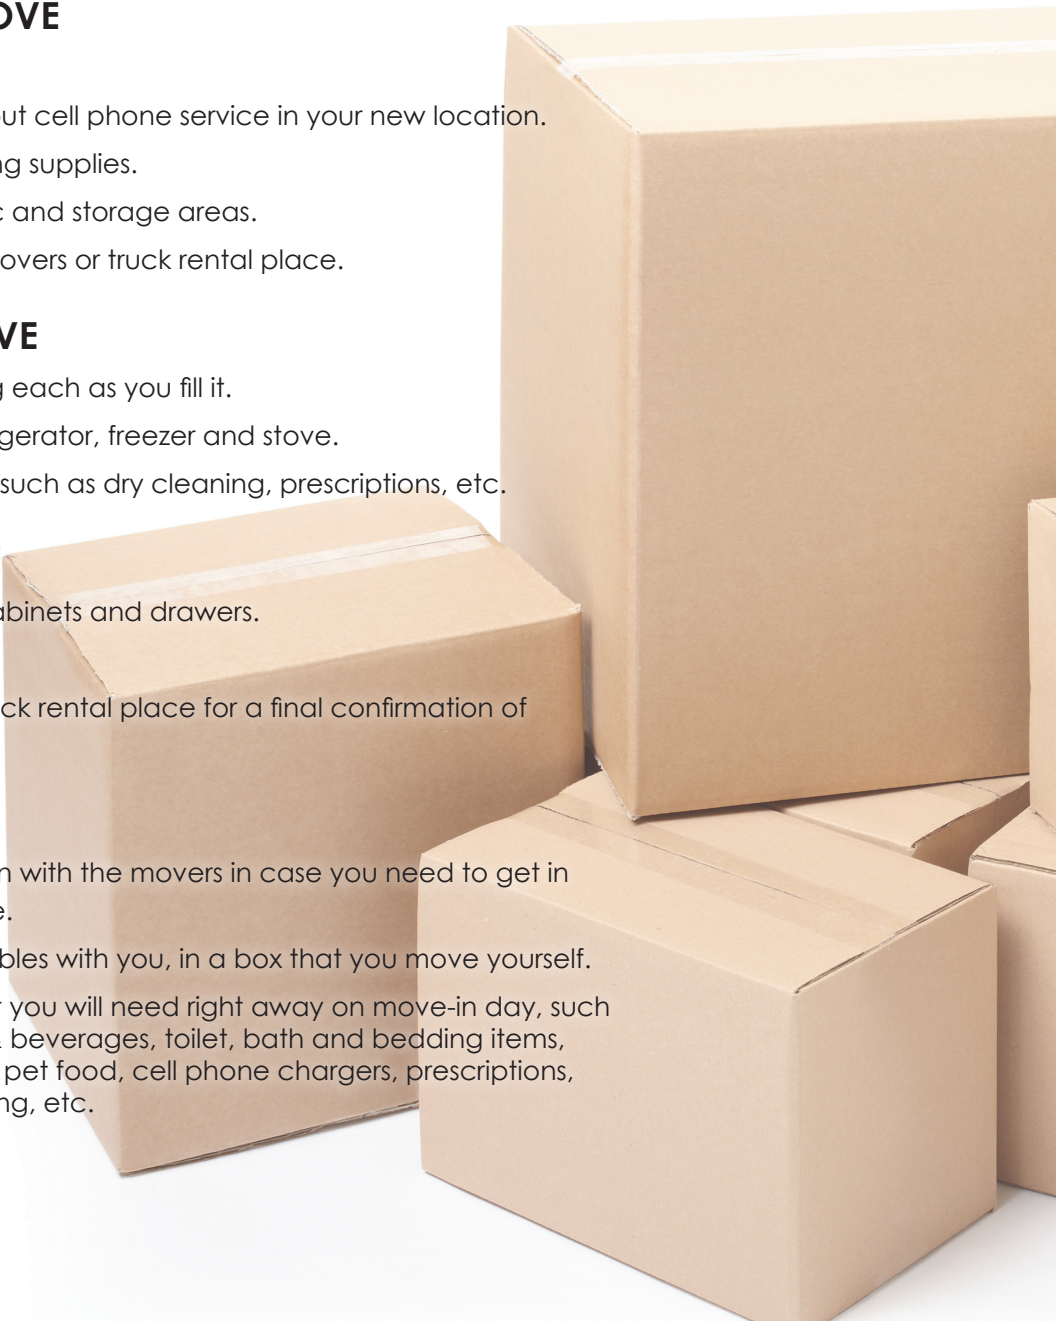 OVE
ut cell phone service in your new location.
ng supplies.
c and storage areas.
overs or truck rental place.
VE
g each as you fill it.
gerator, freezer and stove.
such as dry cleaning, prescriptions, etc.
abinets and drawers.
ck rental place for a final confirmation of
n with the movers in case you need to get in
e.
bles with you, in a box that you move yourself.
you will need right away on move-in day, such
beverages, toilet, bath and bedding items,
pet food, cell phone chargers, prescriptions,
ng, etc.